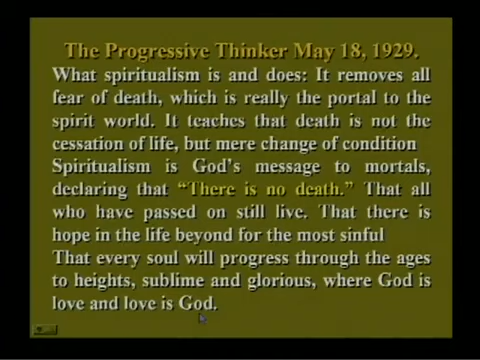 The Progressive Thinker May 18, 1929.
What spiritualism is and does: It removes all
fear of death, which is really the portal to the
spirit world. It teaches that death is not the
cessation of life, but mere change of condition
Spiritualism is God's message to mortals,
declaring that “There is no death.” That all
who have passed on still live. That there is
hope in the life beyond for the most sinful
That every soul will progress through the ages
to heights, sublime and glorious, where God is
love and love is God.